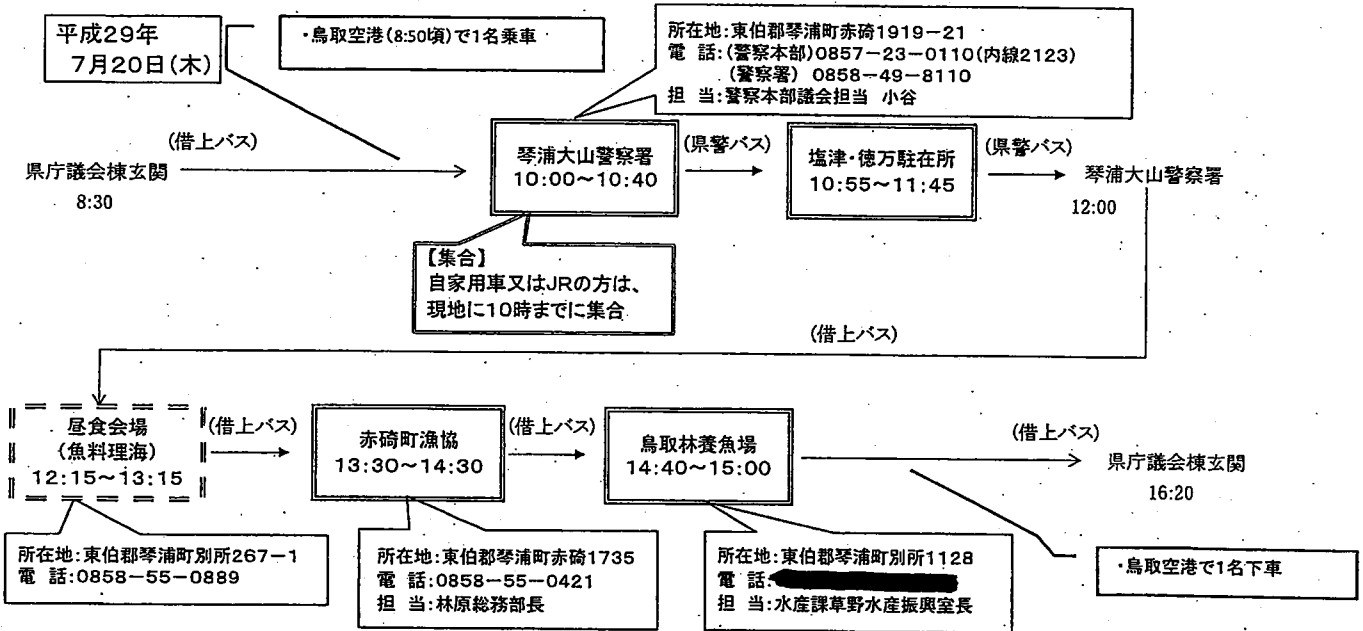 平成29年
7月20日(木)
・鳥取空港(8:50頃)で1名乗車
所在地:東伯郡琴浦町赤碕1919−21
電 話:(警察本部)0857−23−0110(内線2123)
(警察署) 0858−49−8110
担 当:警察本部議会担当 小谷
県庁議会棟玄関
8:30
(借上バス)
琴浦大山警察署
10:00〜10:40
(県警バス)
塩津・徳万駐在所
10:55〜11:45
(県警バス)
琴浦大山警察署
12:00
【集合】
自家用車又はJRの方は、
現地に10時までに集合
(借上バス)
昼食会場
(魚料理海)
12:15〜13:15
(借上バス)
赤碕町漁協
13:30〜14:30
(借上バス)
鳥取林養魚場
14:40〜15:00
(借上バス)
県庁議会棟玄関
16:20
所在地:東伯郡琴浦町別所267−1
電 話:0858−55−0889
所在地:東伯郡琴浦町赤碕1735
電 話:0858−55−0421
担 当:林原総務部長
所在地:東伯郡琴浦町別所1128
電 話:
担 当:水産課草野水産振興室長
・鳥取空港で1名下車